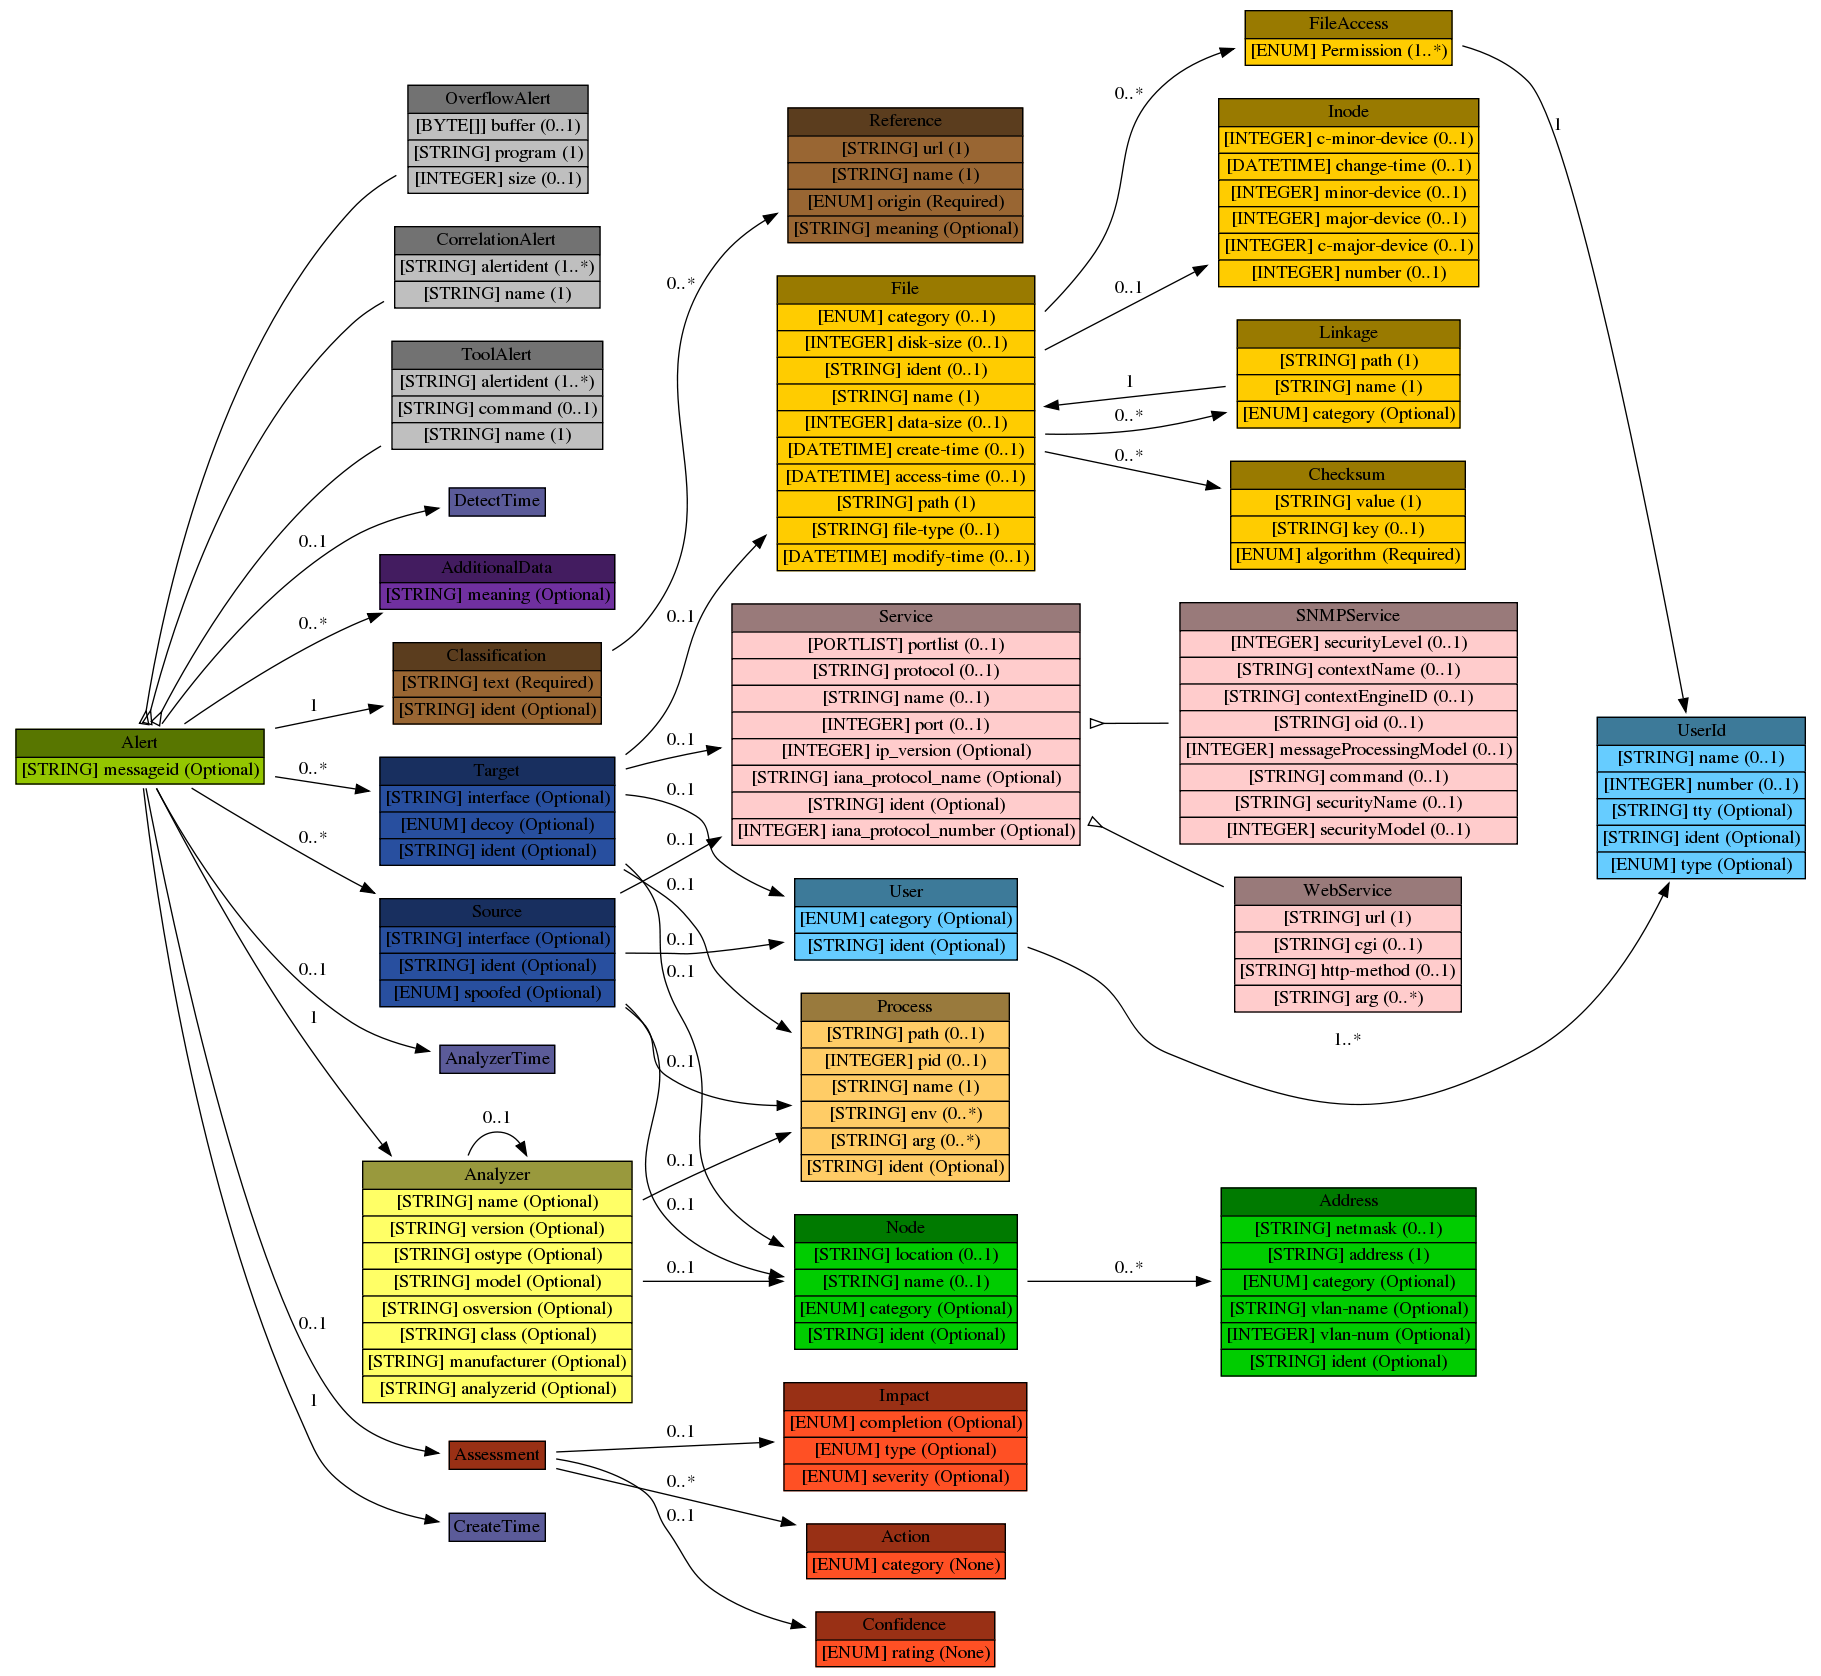 FileAccess
[ENUM] Permission (1..*)
OverflowAlert
[BYTE[]] buffer (0..1)
[STRING] program (1)
[INTEGER] size (0..1)
CorrelationAlert
[STRING] alertident (1..*)
[STRING] name (1)
ToolAlert
[STRING] alertident (1..*)
[STRING] command (0..1)
[STRING] name (1)
DetectTime
AdditionalData
[STRING] meaning (Optional)
Classification
[STRING] text (Required)
[STRING] ident (Optional)
Alert
[STRING] messageid (Optional)
Target
[STRING] interface (Optional)
[ENUM] decoy (Optional)
[STRING] ident (Optional)
Source
[STRING] interface (Optional)
[STRING] ident (Optional)
[ENUM] spoofed (Optional)
AnalyzerTime
Analyzer
[STRING] name (Optional)
[STRING] version (Optional)
[STRING] ostype (Optional)
[STRING] model (Optional)
[STRING] osversion (Optional)
[STRING] class (Optional)
[STRING] manufacturer (Optional)
[STRING] analyzerid (Optional)
Assessment
CreateTime
0..1
0..*
1
0..*
0..*
0..1
1
0..1
0..1
1
Reference
[STRING] url (1)
[STRING] name (1)
[ENUM] origin (Required)
[STRING] meaning (Optional)
File
[ENUM] category (0..1)
[INTEGER] disk-size (0..1)
[STRING] ident (0..1)
[STRING] name (1)
[INTEGER] data-size (0..1)
[DATETIME] create-time (0..1)
[DATETIME] access-time (0..1)
[STRING] path (1)
[STRING] file-type (0..1)
[DATETIME] modify-time (0..1)
Service
[PORTLIST] portlist (0..1)
[STRING] protocol (0..1)
[STRING] name (0..1)
[INTEGER] port (0..1)
[INTEGER] ip_version (Optional)
[STRING] iana_protocol_name (Optional)
[STRING] ident (Optional)
[INTEGER] iana_protocol_number (Optional)
User
[ENUM] category (Optional)
[STRING] ident (Optional)
Process
[STRING] path (0..1)
[INTEGER] pid (0..1)
[STRING] name (1)
[STRING] env (0..*)
[STRING] arg (0..*)
[STRING] ident (Optional)
Node
[STRING] location (0..1)
[STRING] name (0..1)
[ENUM] category (Optional)
[STRING] ident (Optional)
Impact
[ENUM] completion (Optional)
[ENUM] type (Optional)
[ENUM] severity (Optional)
Action
[ENUM] category (None)
Confidence
[ENUM] rating (None)
0..*
0..1
0..1
0..1
0..1
0..1
0..1
0..1
0..1
0..1
0..1
0..1
0..1
0..*
0..1
Inode
[INTEGER] c-minor-device (0..1)
[DATETIME] change-time (0..1)
[INTEGER] minor-device (0..1)
[INTEGER] major-device (0..1)
[INTEGER] c-major-device (0..1)
[INTEGER] number (0..1)
Linkage
[STRING] path (1)
[STRING] name (1)
[ENUM] category (Optional)
Checksum
[STRING] value (1)
[STRING] key (0..1)
[ENUM] algorithm (Required)
SNMPService
[INTEGER] securityLevel (0..1)
[STRING] contextName (0..1)
[STRING] contextEngineID (0..1)
[STRING] oid (0..1)
[INTEGER] messageProcessingModel (0..1)
[STRING] command (0..1)
[STRING] securityName (0..1)
[INTEGER] securityModel (0..1)
WebService
[STRING] url (1)
[STRING] cgi (0..1)
[STRING] http-method (0..1)
[STRING] arg (0..*)
Address
[STRING] netmask (0..1)
[STRING] address (1)
[ENUM] category (Optional)
[STRING] vlan-name (Optional)
[INTEGER] vlan-num (Optional)
[STRING] ident (Optional)
0..*
0..1
1
0..*
0..*
0..*
1
1..*
UserId
[STRING] name (0..1)
[INTEGER] number (0..1)
[STRING] tty (Optional)
[STRING] ident (Optional)
[ENUM] type (Optional)